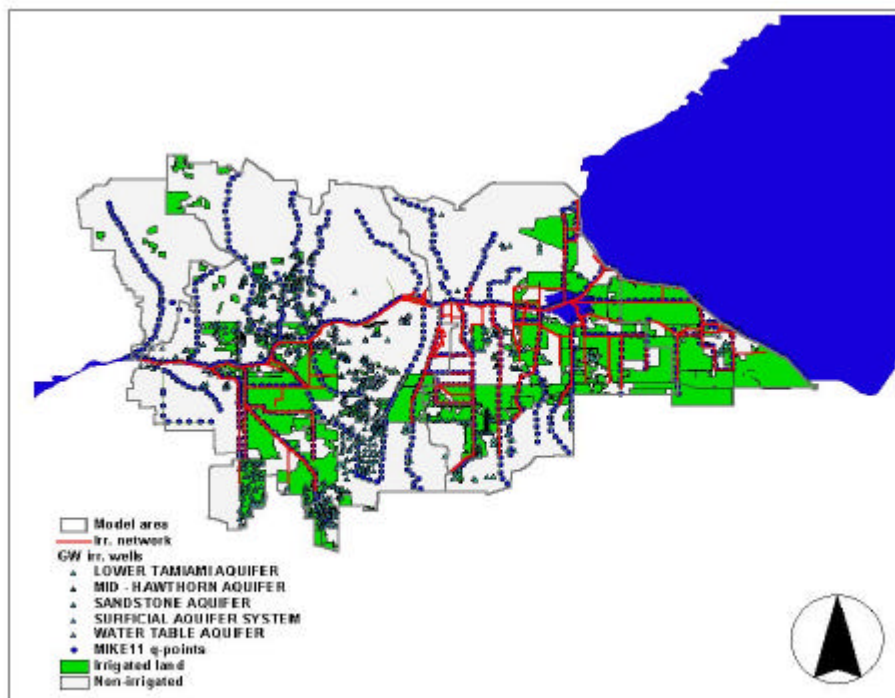 Model area
Irr. network
GW irr. wells
LOWER TAMIAMI AQUIFER
MID - HAWTHORN AQUIFER
SANDSTONE AQUIFER
SURFICIAL AQUIFER SYSTEM
WATER TABLE AQUIFER
MIKE11 q-points
Irrigated land
Non-irrigated